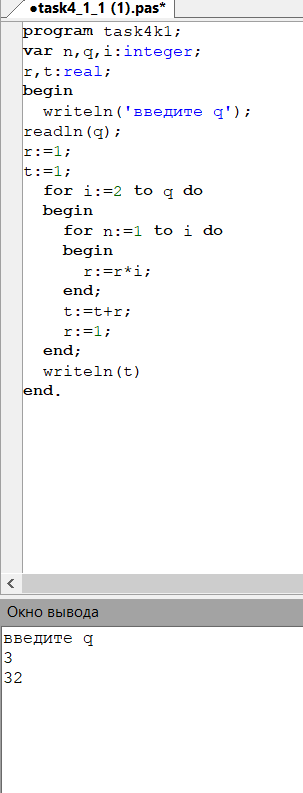 ●task4_1_1 (1).pas*
program task4k1;
var n,q,i:integer;
r,t:real;
begin
writeln('введите q');
readln(q);
r:=1;
t:=1;
for i:=2 to q do
begin
for n:=1 to i do
begin
r:=r*i;
end;
t:=t+r;
r:=1;
end;
writeln(t)
end.
Окно вывода
введите q
3
32